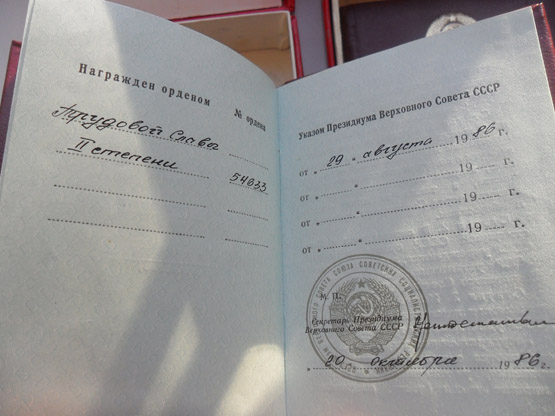 Награжден орденом
№ ордена
Трудовой Славы
II степени 54633
Указом Президиума Верховного Совета СССР
от „ 29 “ августа 1986 г.
от „ “ 19 г.
от „ “ 19 г.
от „ “ 19 г.
М. П.
Секретарь Президиума
Верховного Совета СССР
„ 20 “ октября 1986 г.